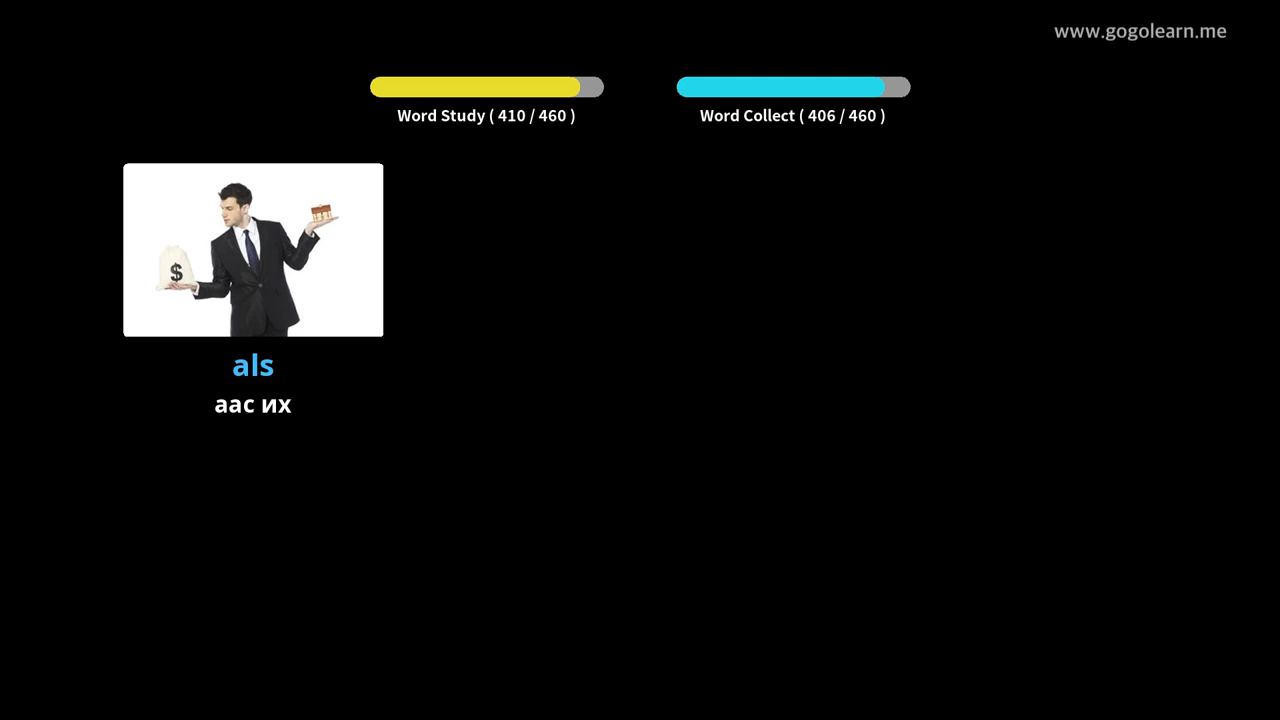 www.gogolearn.me
Word Study ( 410 / 460 )
Word Collect ( 406 / 460 )
$
als
аас их